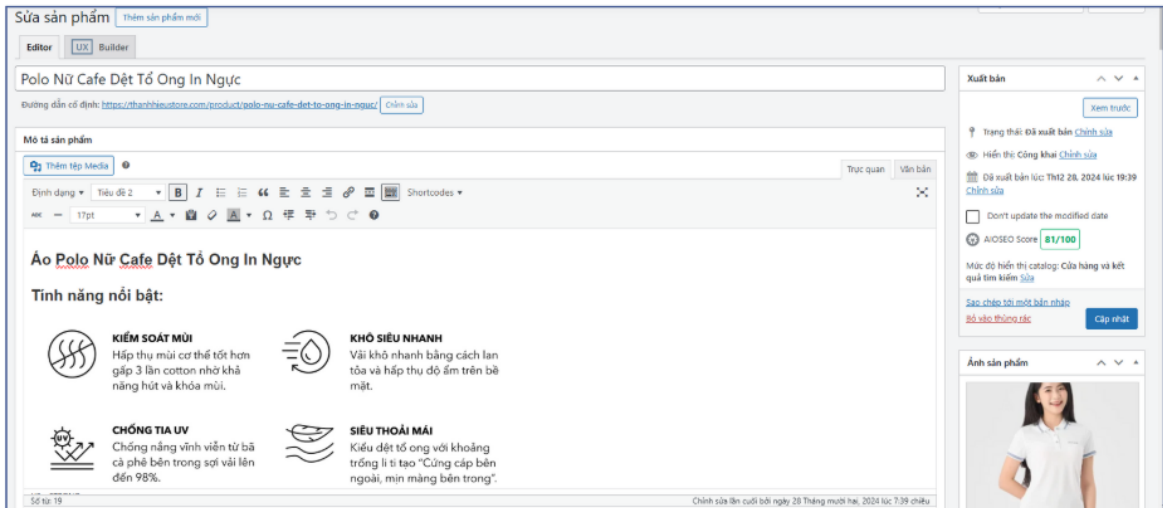 Sửa sản phẩm Thêm sản phẩm mới
Editor UX Builder
Polo Nữ Cafe Dệt Tổ Ong In Ngực
Đường dẫn cố định: https://thanhhieustore.com/product/polo-nu-cafe-det-to-ong-in-nguc/ Chỉnh sửa
Mô tả sản phẩm
Thêm tệp Media
Trực quan Văn bản
Định dạng Tiêu đề 2 B I Shortcodes
ABC 17pt A A Ω
Áo Polo Nữ Cafe Dệt Tổ Ong In Ngực
Tính năng nổi bật:
KIỂM SOÁT MÙI
Hấp thụ mùi cơ thể tốt hơn
gấp 3 lần cotton nhờ khả
năng hút và khóa mùi.
KHÔ SIÊU NHANH
Vải khô nhanh bằng cách lan
tỏa và hấp thụ độ ẩm trên bề
mặt.
UV
CHỐNG TIA UV
Chống nắng vĩnh viễn từ bã
cà phê bên trong sợi vải lên
đến 98%.
SIÊU THOẢI MÁI
Kiểu dệt tổ ong với khoảng
trống li ti tạo "Cứng cáp bên
ngoài, mịn màng bên trong".
Số từ: 19
Chỉnh sửa lần cuối bởi ngày 28 Tháng mười hai, 2024 lúc 7:39 chiều
Xuất bản
Xem trước
Trạng thái: Đã xuất bản Chỉnh sửa
Hiển thị: Công khai Chỉnh sửa
Đã xuất bản lúc: Th12 28, 2024 lúc 19:39
Chỉnh sửa
Don't update the modified date
AIOSEO Score 81/100
Mức độ hiển thị catalog: Cửa hàng và kết
quả tìm kiếm Sửa
Sao chép tới một bản nháp
Bỏ vào thùng rác Cập nhật
Ảnh sản phẩm